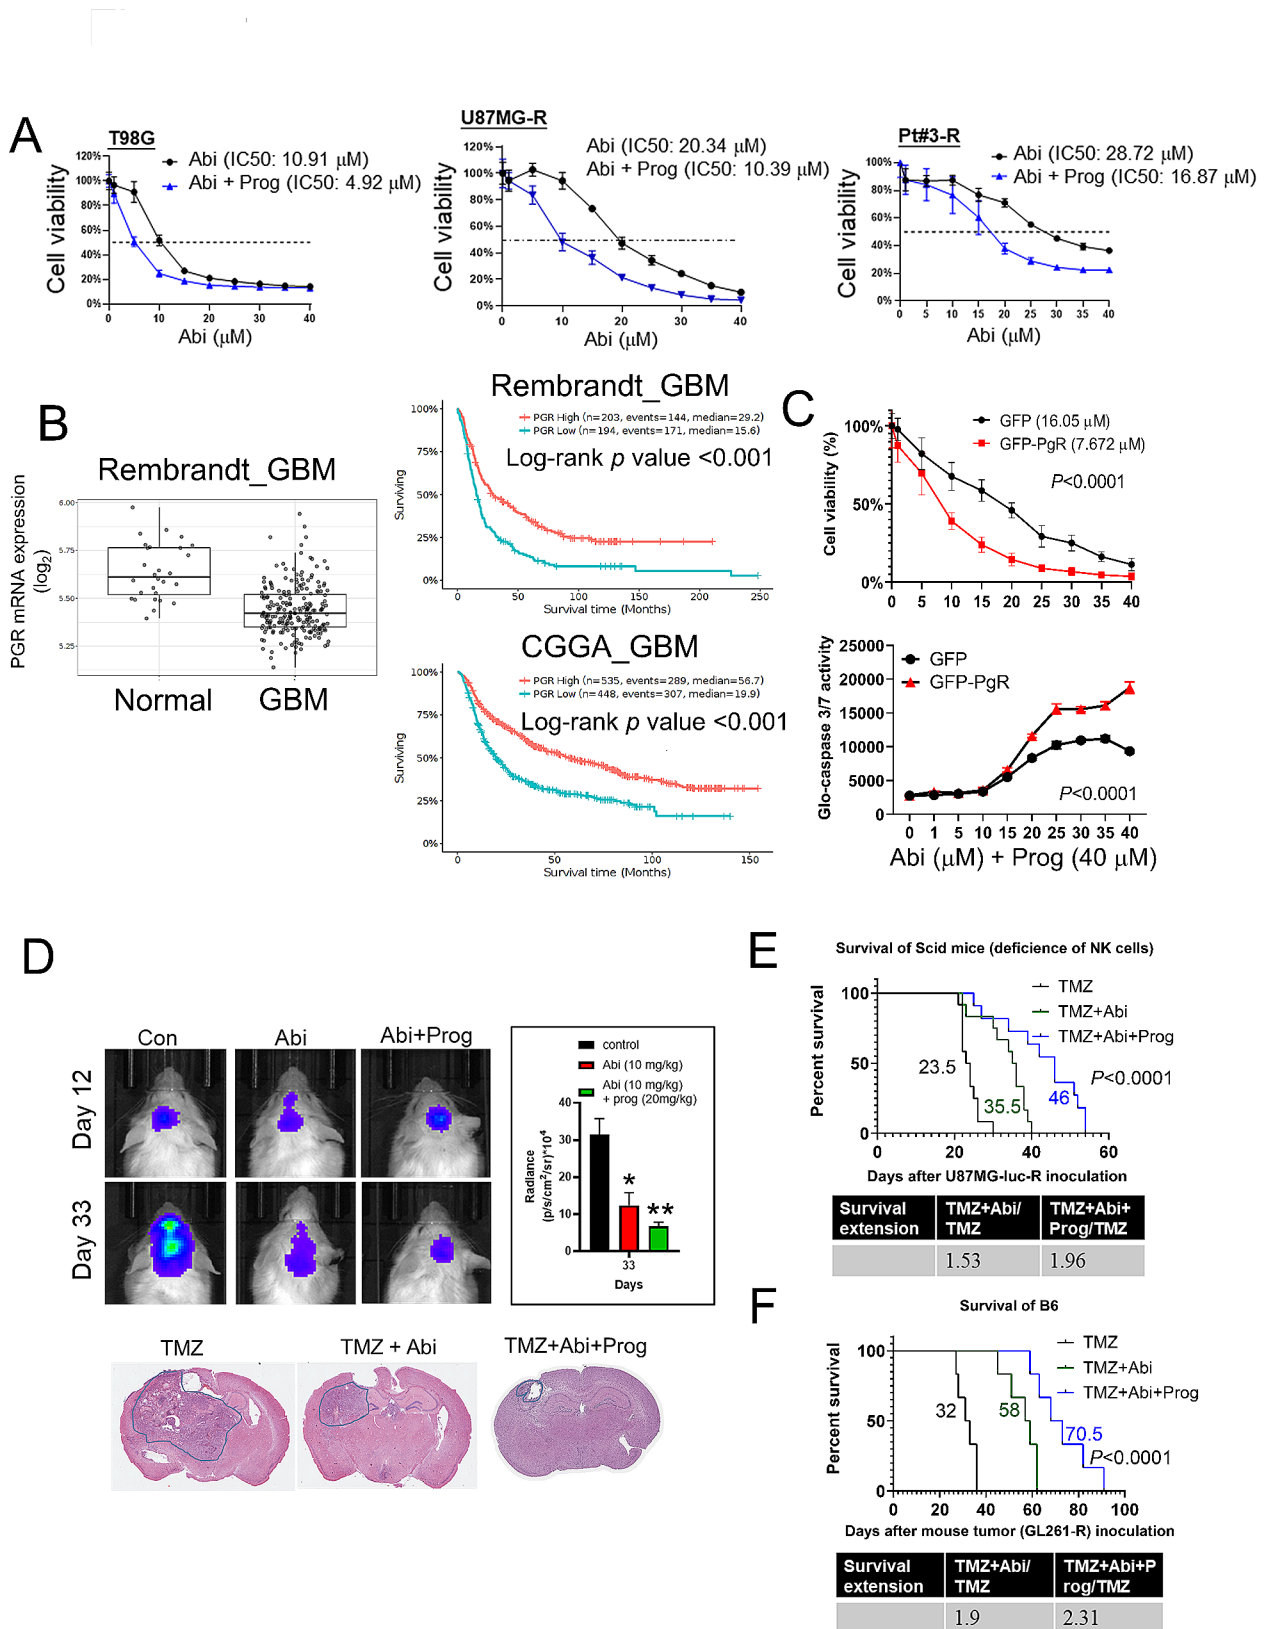 A
T98G
Abi (IC50: 10.91 µM)
Abi + Prog (IC50: 4.92 µM)
Cell viability
120%
100%
80%
60%
40%
20%
0%
0 10 20 30 40
Abi (µM)
U87MG-R
Abi (IC50: 20.34 µM)
Abi + Prog (IC50: 10.39 µM)
Cell viability
120%
100%
80%
60%
40%
20%
0%
0 10 20 30 40
Abi (µM)
Pt#3-R
Abi (IC50: 28.72 µM)
Abi + Prog (IC50: 16.87 µM)
Cell viability
100%
80%
60%
40%
20%
0%
0 5 10 15 20 25 30 35 40
Abi (µM)
B
Rembrandt_GBM
PGR mRNA expression
(log2)
6.00
5.75
5.50
5.25
Normal GBM
Rembrandt_GBM
PGR High (n=203, events=144, median=29.2)
PGR Low (n=194, events=171, median=15.6)
Log-rank p value <0.001
Surviving
100%
75%
50%
25%
0%
0 50 100 150 200 250
Survival time (Months)
CGGA_GBM
PGR High (n=535, events=289, median=56.7)
PGR Low (n=448, events=307, median=19.9)
Log-rank p value <0.001
Surviving
100%
75%
50%
25%
0%
0 50 100 150
Survival time (Months)
C
GFP (16.05 µM)
GFP-PgR (7.672 µM)
P<0.0001
Cell viability (%)
100%
50%
0%
0 5 10 15 20 25 30 35 40
GFP
GFP-PgR
P<0.0001
Glo-caspase 3/7 activity
25000
20000
15000
10000
5000
0
0 1 5 10 15 20 25 30 35 40
Abi (µM) + Prog (40 µM)
D
Con Abi Abi+Prog
Day 12
Day 33
control
Abi (10 mg/kg)
Abi (10 mg/kg)
+ prog (20mg/kg)
Radiance
(p/s/cm²/sr)*10⁴
40
30
20
10
0
*
**
33
Days
TMZ TMZ + Abi TMZ+Abi+Prog
E
Survival of Scid mice (deficience of NK cells)
TMZ
TMZ+Abi
TMZ+Abi+Prog
P<0.0001
23.5
35.5
46
Percent survival
100
50
0
0 20 40 60
Days after U87MG-luc-R inoculation
Survival
extension
TMZ+Abi/
TMZ
TMZ+Abi+
Prog/TMZ
1.53
1.96
F
Survival of B6
TMZ
TMZ+Abi
TMZ+Abi+Prog
32
58
70.5
P<0.0001
Percent survival
100
50
0
0 20 40 60 80 100
Days after mouse tumor (GL261-R) inoculation
Survival
extension
TMZ+Abi/
TMZ
TMZ+Abi+P
rog/TMZ
1.9
2.31